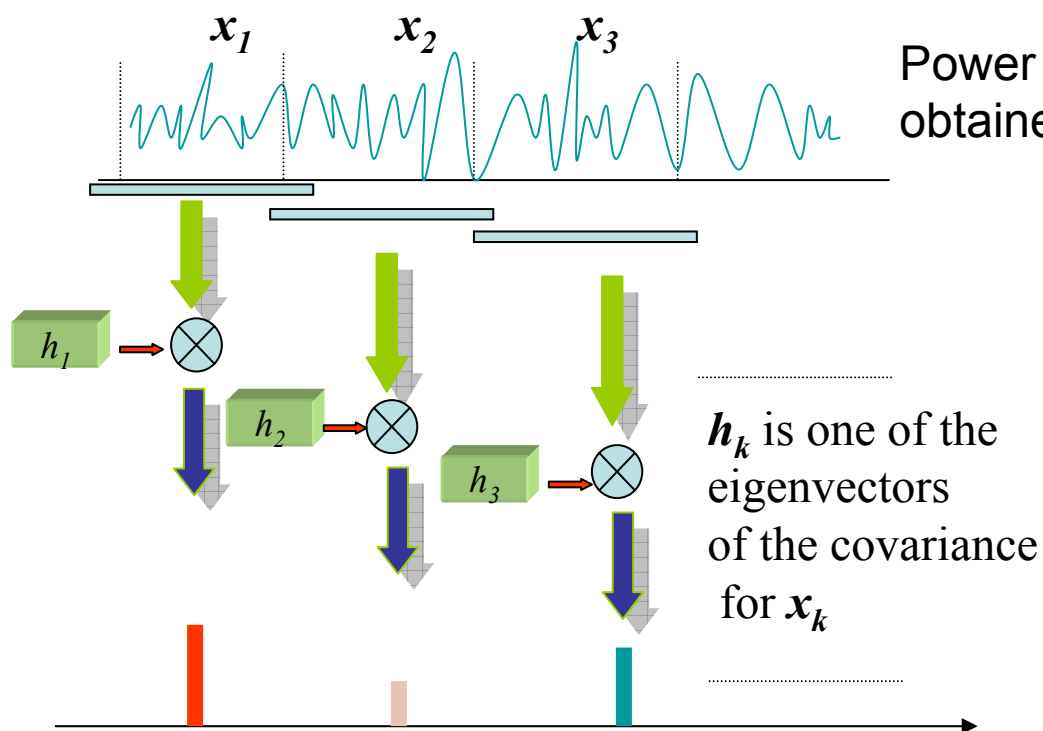 x1 x2 x3
Power
obtaine
h1
h2
h3
hk is one of the
eigenvectors
of the covariance
for xk